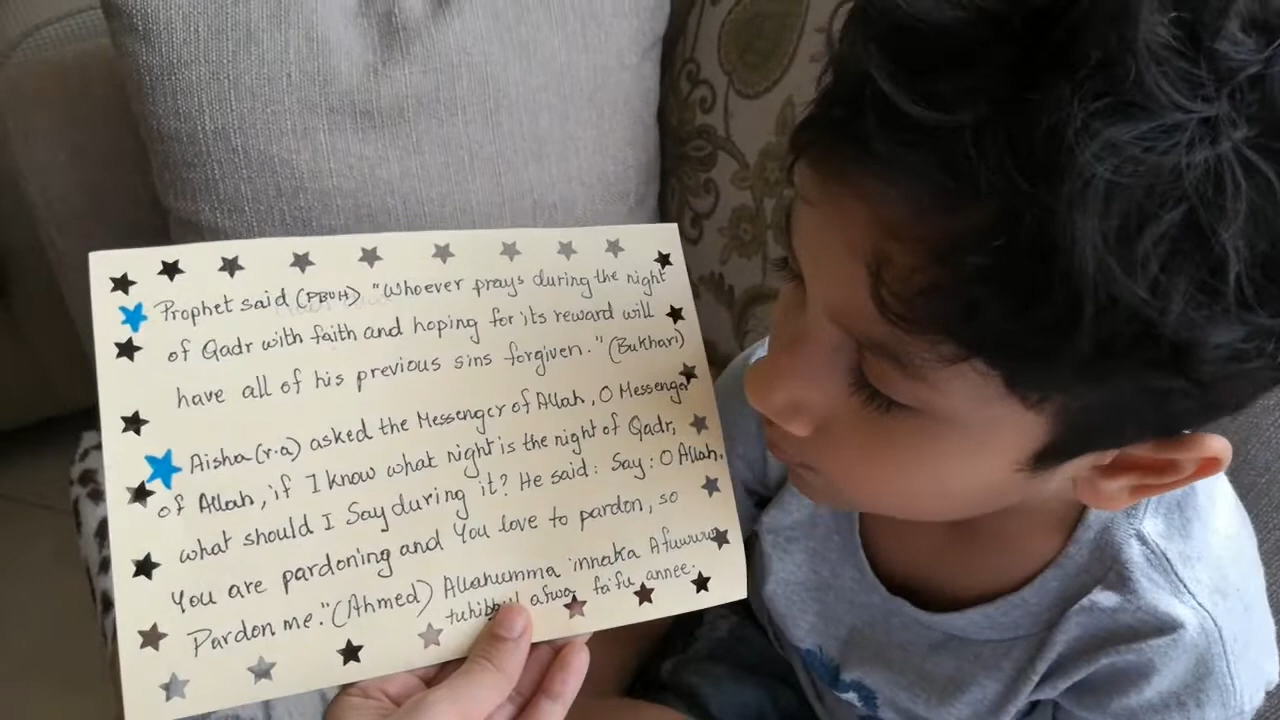 Prophet said (PBUH) "Whoever prays during the night
of Qadr with faith and hoping for its reward will
have all of his previous sins forgiven." (Bukhari)
Aisha (r.a) asked the Messenger of Allah, O Messenger
of Allah, if I know what night is the night of Qadr,
what should I Say during it? He said: Say: O Allah,
You are pardoning and You love to pardon, so
Pardon me." (Ahmed) Allahumma innaka Afuwwun
tuhibbul afwa fa'fu annee.